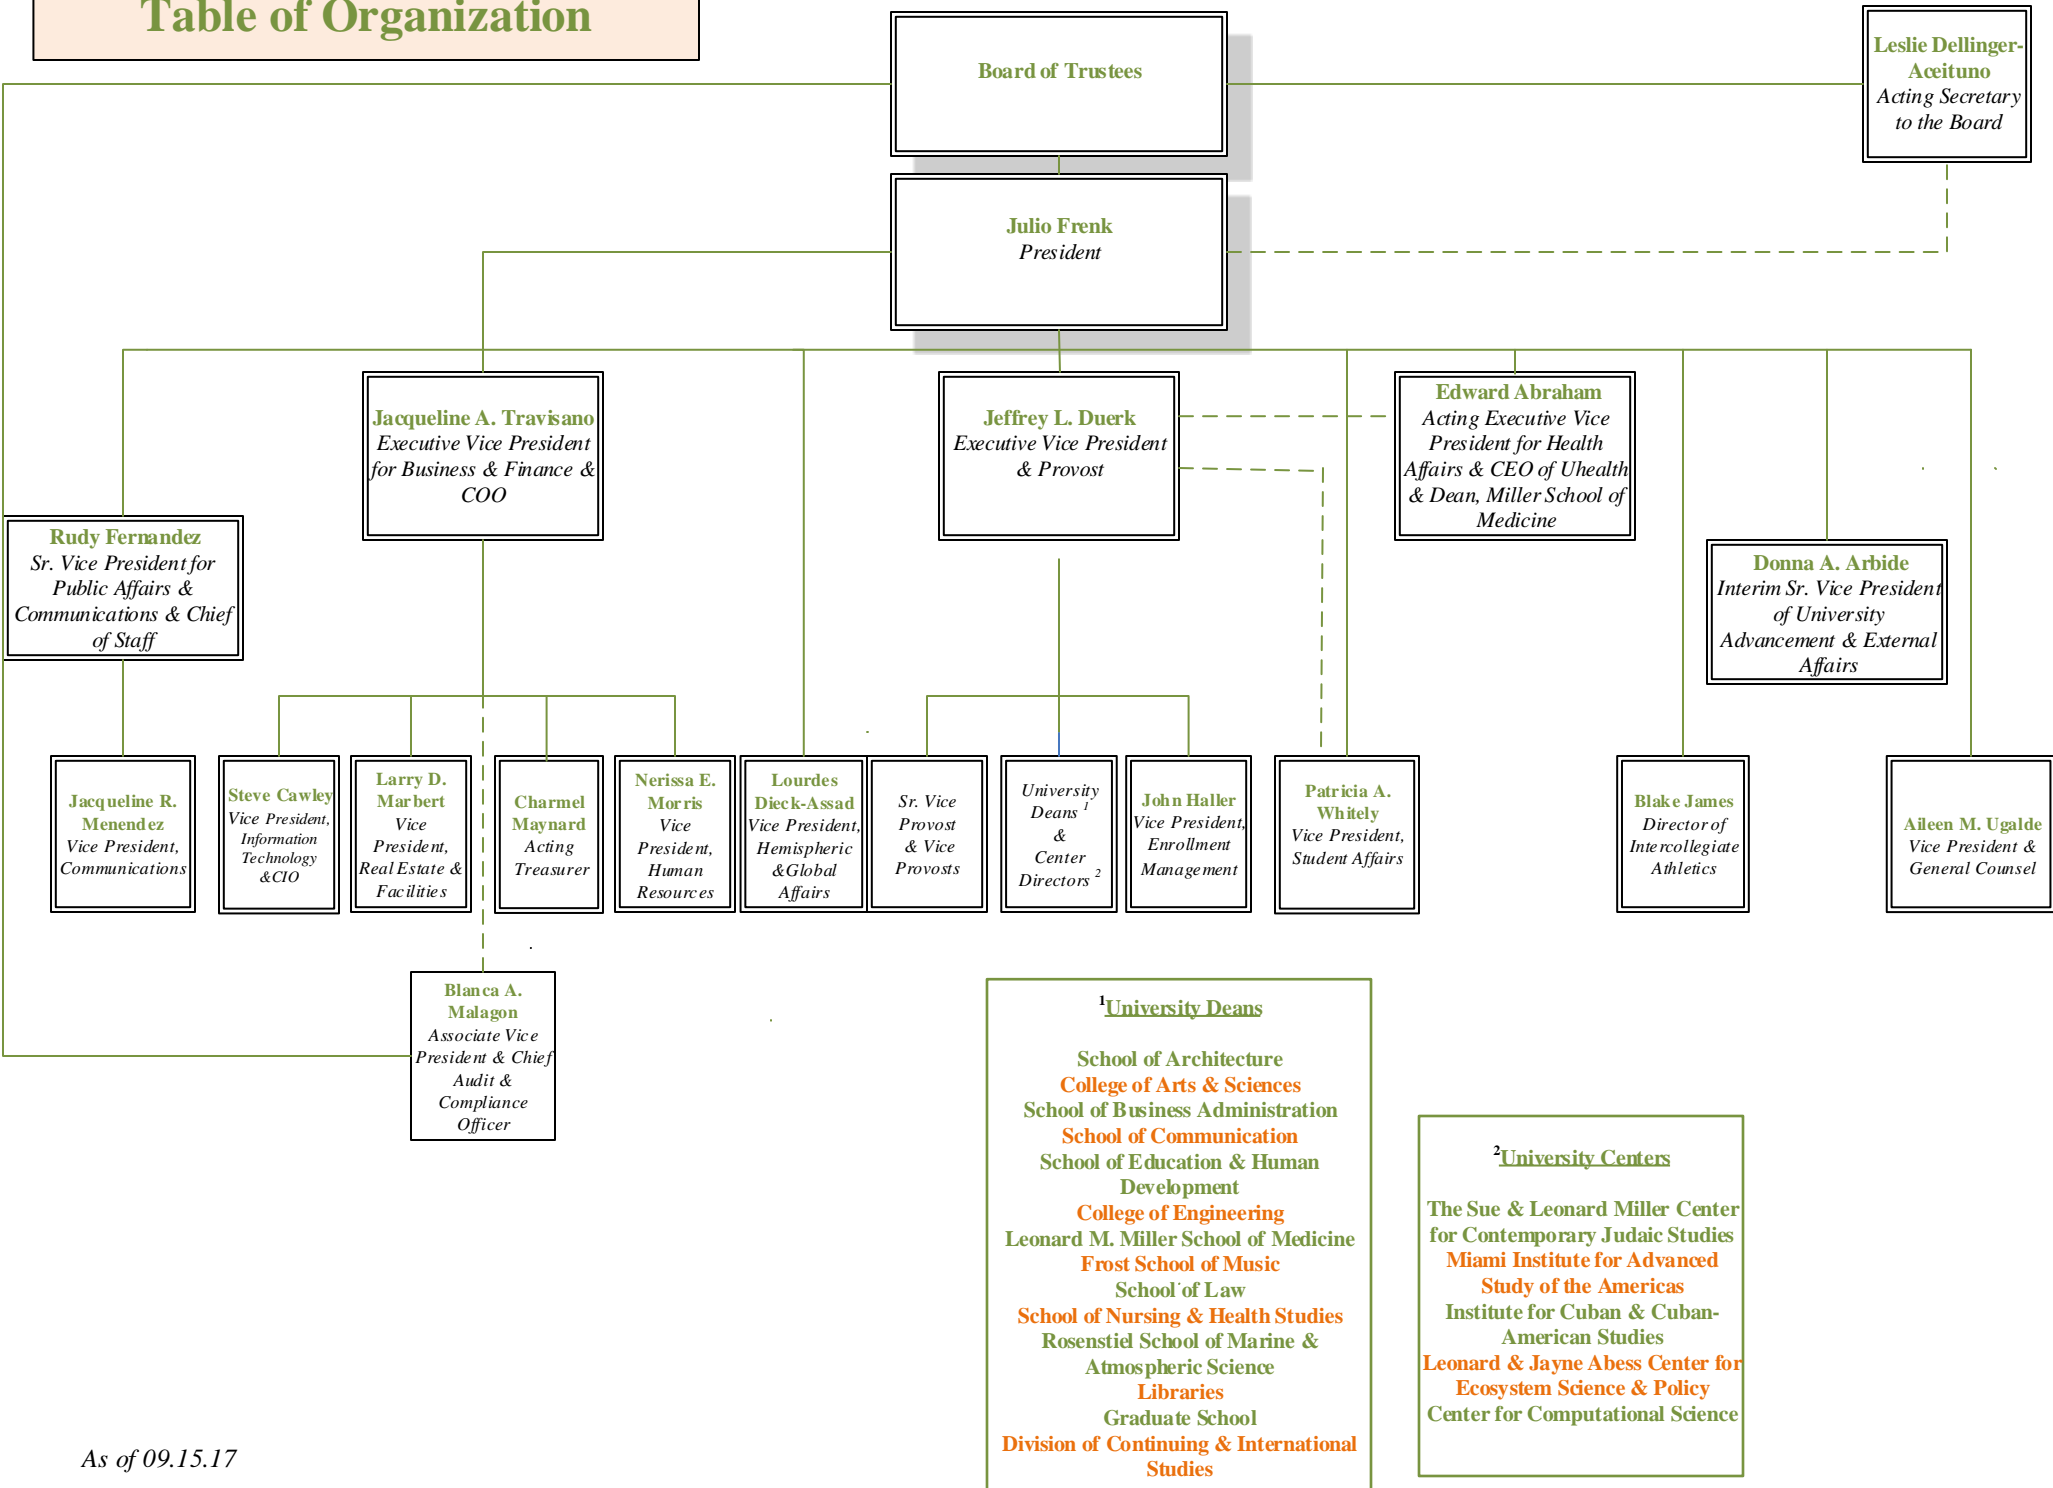 Table of Organization
Board of Trustees
Leslie Dellinger-
Aceituno
Acting Secretary
to the Board
Julio Frenk
President
Jacqueline A. Travisano
Executive Vice President
for Business & Finance &
COO
Jeffrey L. Duerk
Executive Vice President
& Provost
Edward Abraham
Acting Executive Vice
President for Health
Affairs & CEO of Uhealth
& Dean, Miller School of
Medicine
Rudy Fernandez
Sr. Vice President for
Public Affairs &
Communications & Chief
of Staff
Donna A. Arbide
Interim Sr. Vice President
of University
Advancement & External
Affairs
Jacqueline R.
Menendez
Vice President,
Communications
Steve Cawley
Vice President,
Information
Technology
&CIO
Larry D.
Marbert
Vice
President,
Real Estate &
Facilities
Charmel
Maynard
Acting
Treasurer
Nerissa E.
Morris
Vice
President,
Human
Resources
Lourdes
Dieck-Assad
Vice President,
Hemispheric
&Global
Affairs
Sr. Vice
Provost
& Vice
Provosts
University
Deans 1
&
Center
Directors 2
John Haller
Vice President,
Enrollment
Management
Patricia A.
Whitely
Vice President,
Student Affairs
Blake James
Director of
Intercollegiate
Athletics
Aileen M. Ugalde
Vice President &
General Counsel
Blanca A.
Malagon
Associate Vice
President & Chief
Audit &
Compliance
Officer
1University Deans
School of Architecture
College of Arts & Sciences
School of Business Administration
School of Communication
School of Education & Human
Development
College of Engineering
Leonard M. Miller School of Medicine
Frost School of Music
School of Law
School of Nursing & Health Studies
Rosenstiel School of Marine &
Atmospheric Science
Libraries
Graduate School
Division of Continuing & International
Studies
2University Centers
The Sue & Leonard Miller Center
for Contemporary Judaic Studies
Miami Institute for Advanced
Study of the Americas
Institute for Cuban & Cuban-
American Studies
Leonard & Jayne Abess Center for
Ecosystem Science & Policy
Center for Computational Science
As of 09.15.17